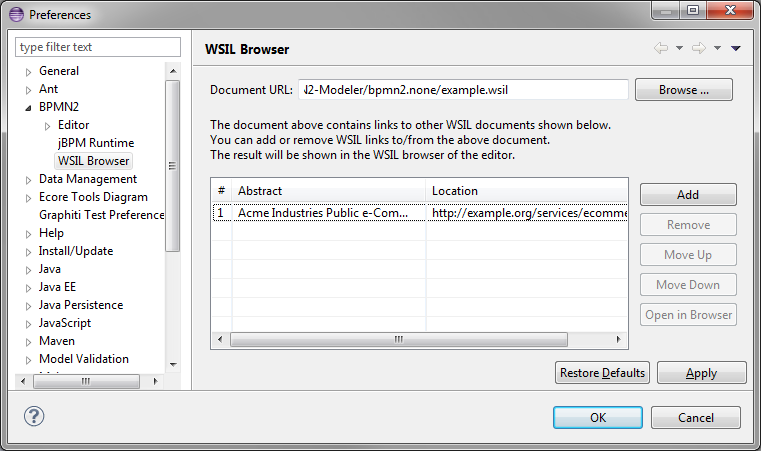 Preferences
type filter text
General
Ant
BPMN2
Editor
jBPM Runtime
WSIL Browser
Data Management
Ecore Tools Diagram
Graphiti Test Preference
Help
Install/Update
Java
Java EE
Java Persistence
JavaScript
Maven
Model Validation
WSIL Browser
Document URL: N2-Modeler/bpmn2.none/example.wsil Browse ...
The document above contains links to other WSIL documents shown below.
You can add or remove WSIL links to/from the above document.
The result will be shown in the WSIL browser of the editor.
# Abstract Location
1 Acme Industries Public e-Com... http://example.org/services/ecomme
Add
Remove
Move Up
Move Down
Open in Browser
Restore Defaults Apply
? OK Cancel